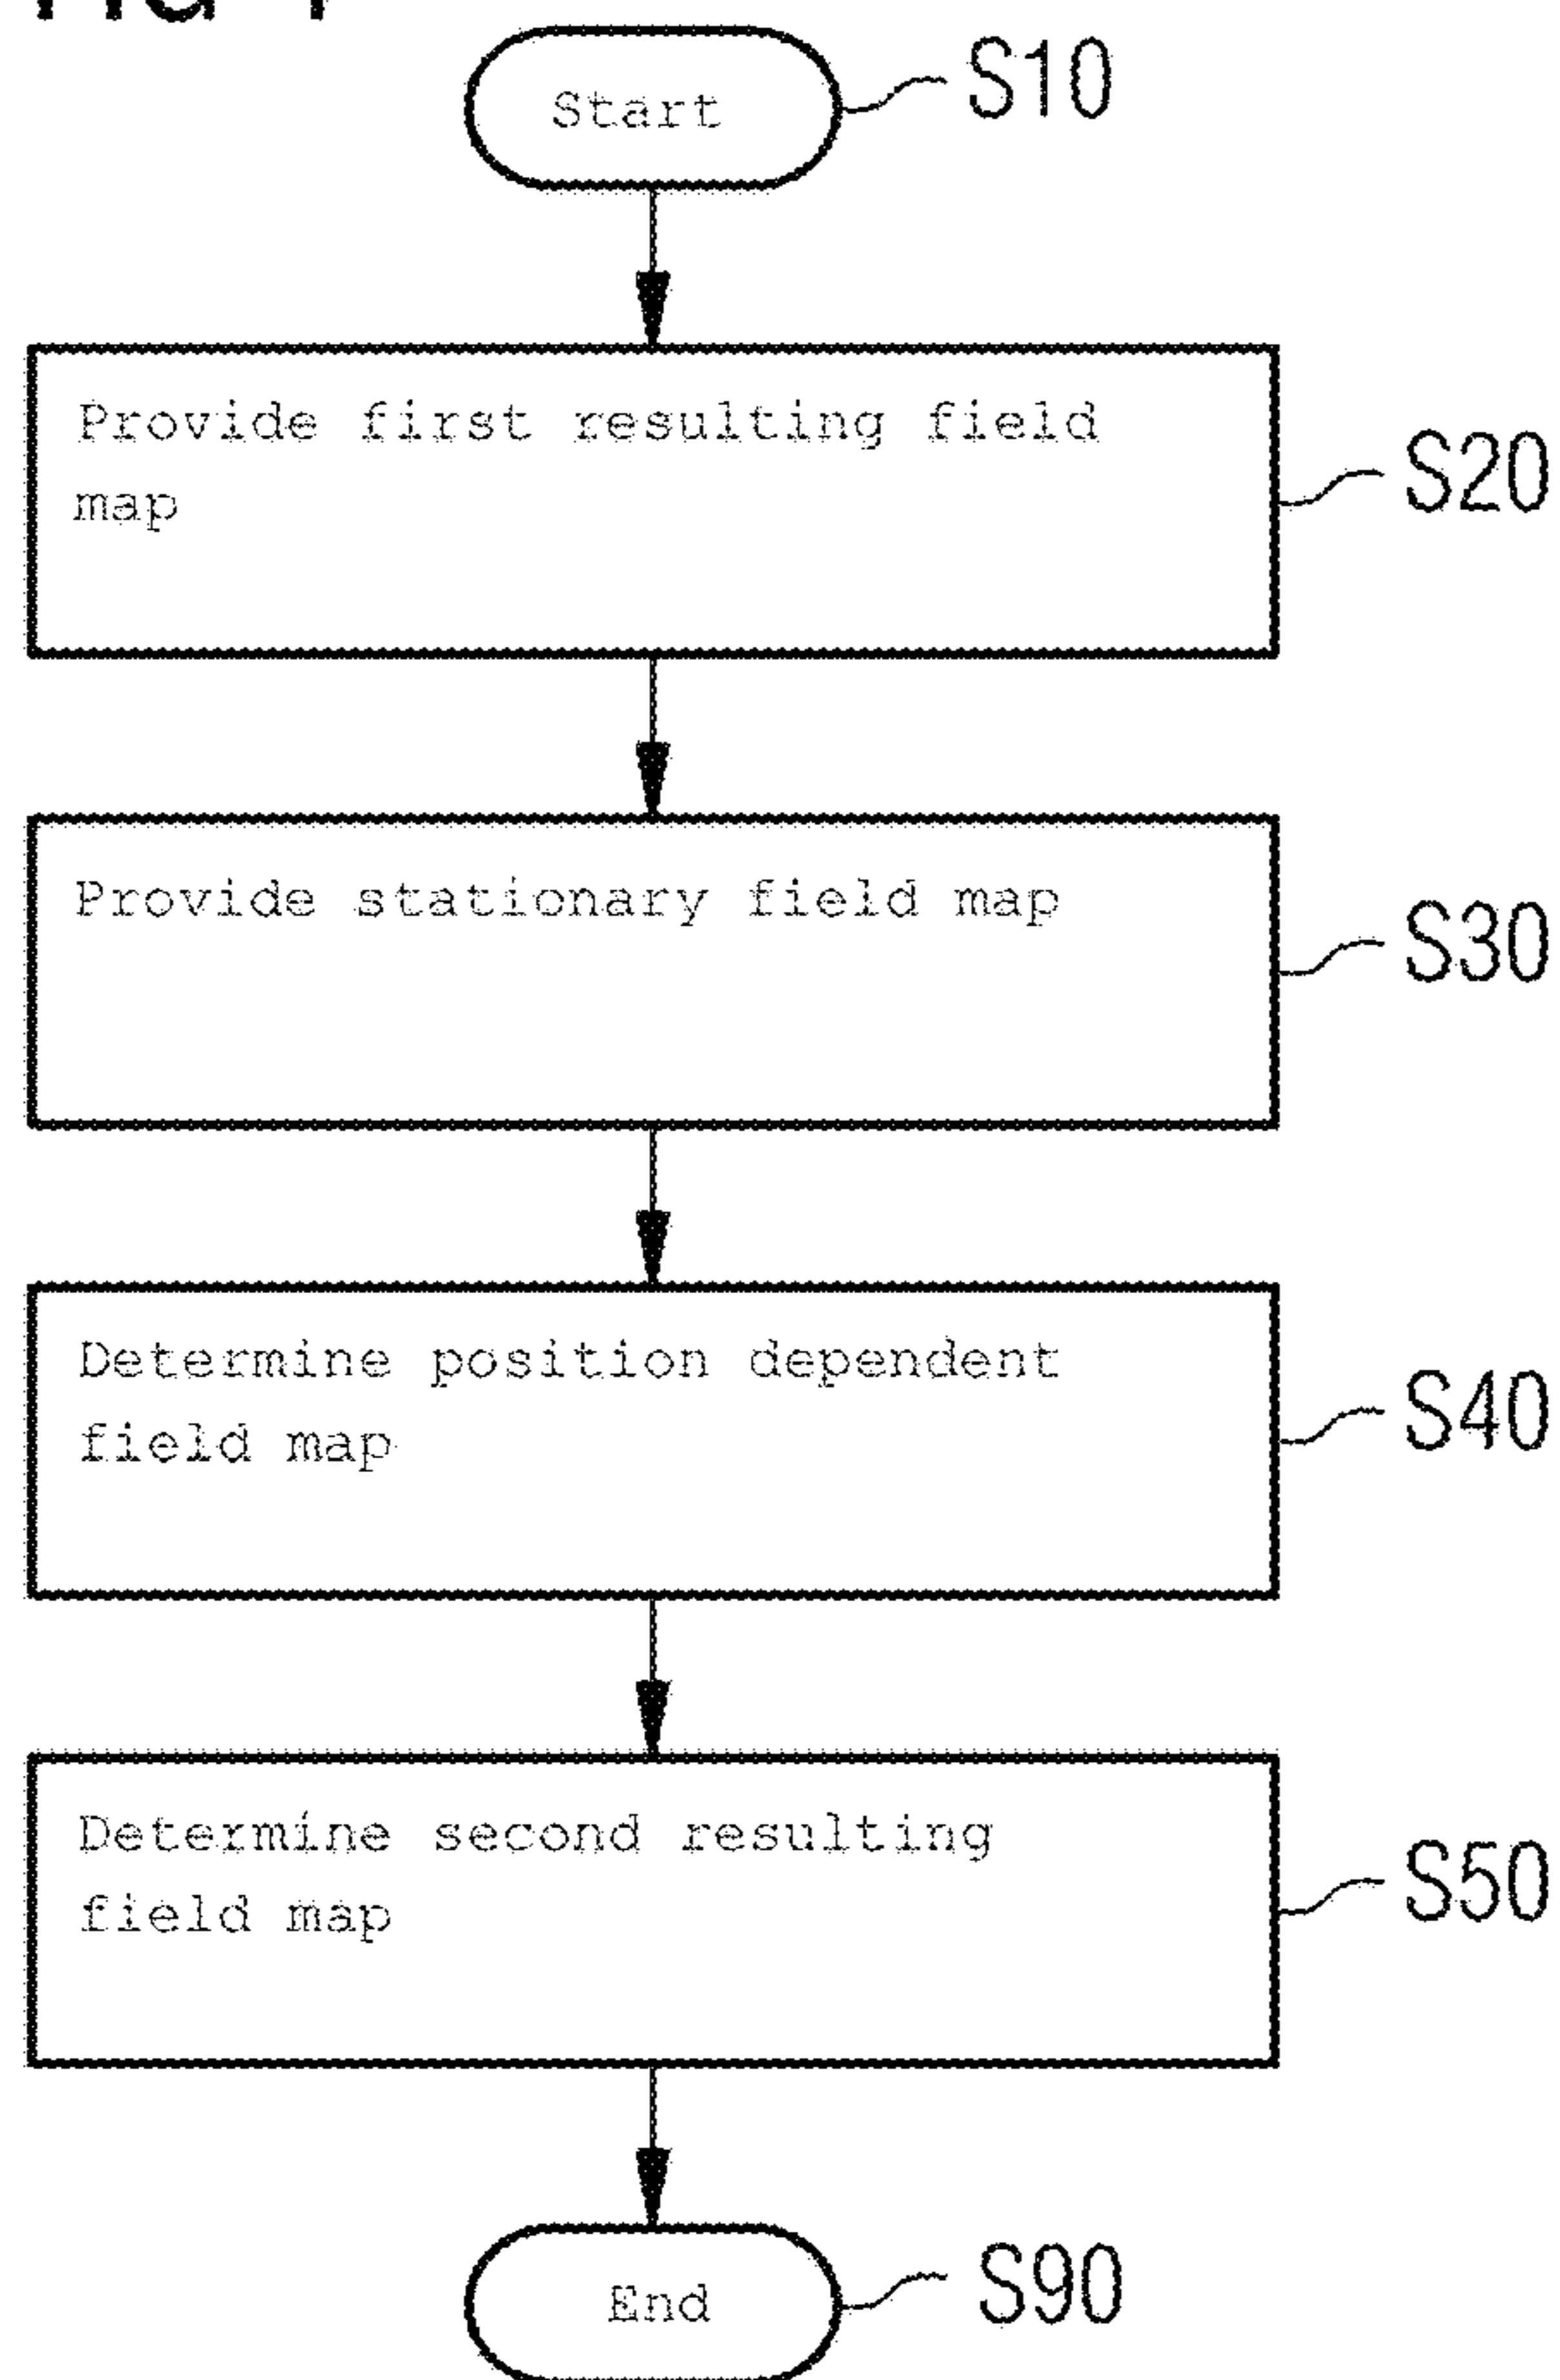 Start
S10
Provide first resulting field
map
S20
Provide stationary field map
S30
Determine position dependent
field map
S40
Determine second resulting
field map
S50
End
S90